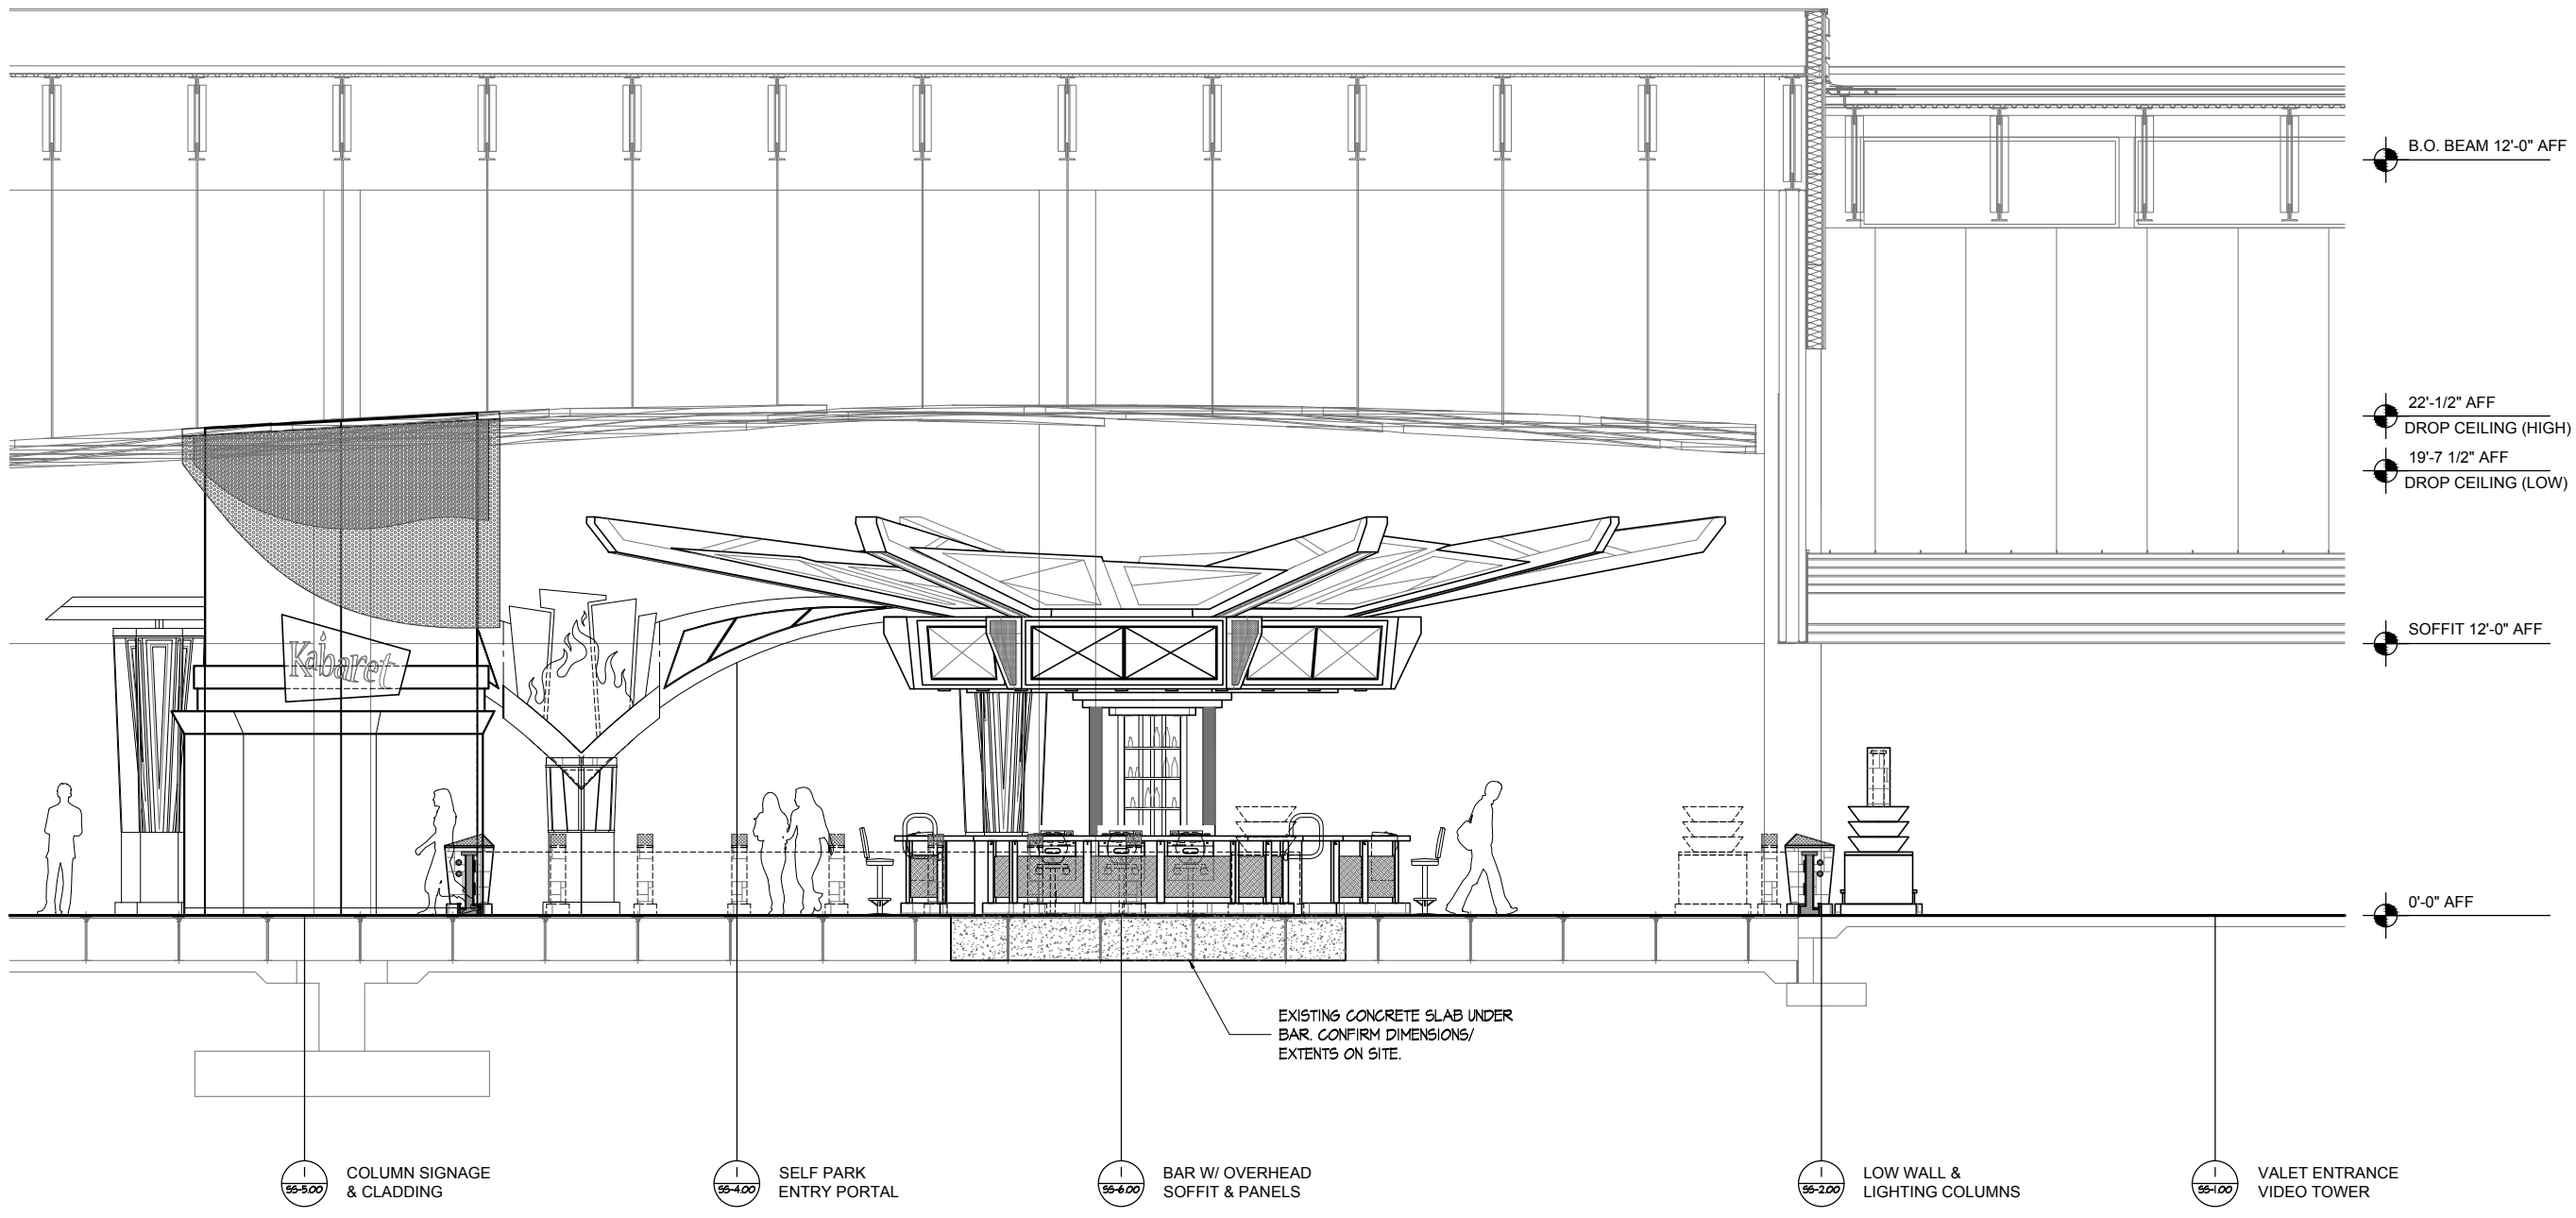 B.O. BEAM 12'-0" AFF
22'-1/2" AFF
DROP CEILING (HIGH)
19'-7 1/2" AFF
DROP CEILING (LOW)
Kabaret
SOFFIT 12'-0" AFF
0'-0" AFF
EXISTING CONCRETE SLAB UNDER
BAR. CONFIRM DIMENSIONS/
EXTENTS ON SITE.
1
SS-5.00
COLUMN SIGNAGE
& CLADDING
1
SS-4.00
SELF PARK
ENTRY PORTAL
1
SS-6.00
BAR W/ OVERHEAD
SOFFIT & PANELS
1
SS-2.00
LOW WALL &
LIGHTING COLUMNS
1
SS-1.00
VALET ENTRANCE
VIDEO TOWER